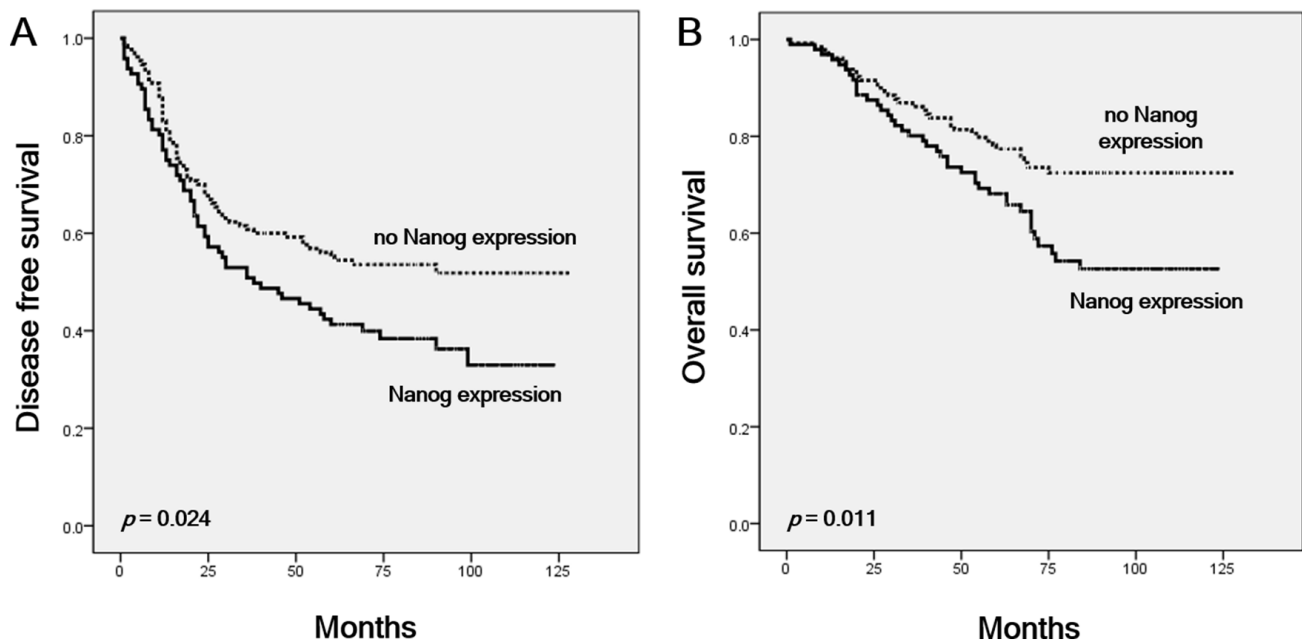 A
Disease free survival
1.0
0.8
0.6
0.4
0.2
0.0
no Nanog expression
Nanog expression
p = 0.024
0 25 50 75 100 125
Months
B
Overall survival
1.0
0.8
0.6
0.4
0.2
0.0
no Nanog
expression
Nanog expression
p = 0.011
0 25 50 75 100 125
Months